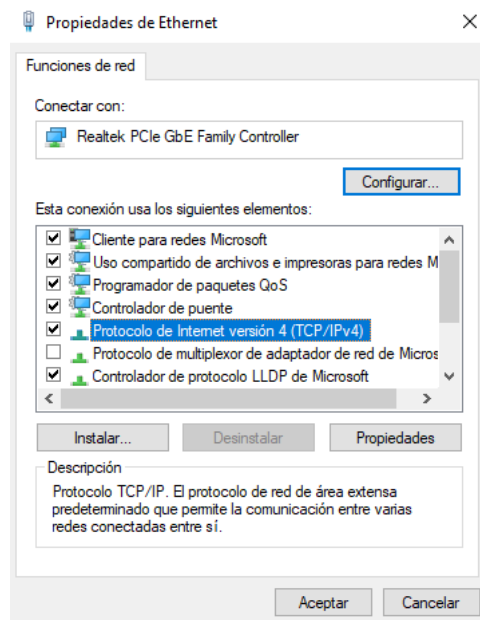 Propiedades de Ethernet
Funciones de red
Conectar con:
Realtek PCIe GbE Family Controller
Configurar...
Esta conexión usa los siguientes elementos:
Cliente para redes Microsoft
Uso compartido de archivos e impresoras para redes M
Programador de paquetes QoS
Controlador de puente
Protocolo de Internet versión 4 (TCP/IPv4)
Protocolo de multiplexor de adaptador de red de Micros
Controlador de protocolo LLDP de Microsoft
Instalar...
Desinstalar
Propiedades
Descripción
Protocolo TCP/IP. El protocolo de red de área extensa
predeterminado que permite la comunicación entre varias
redes conectadas entre sí.
Aceptar
Cancelar